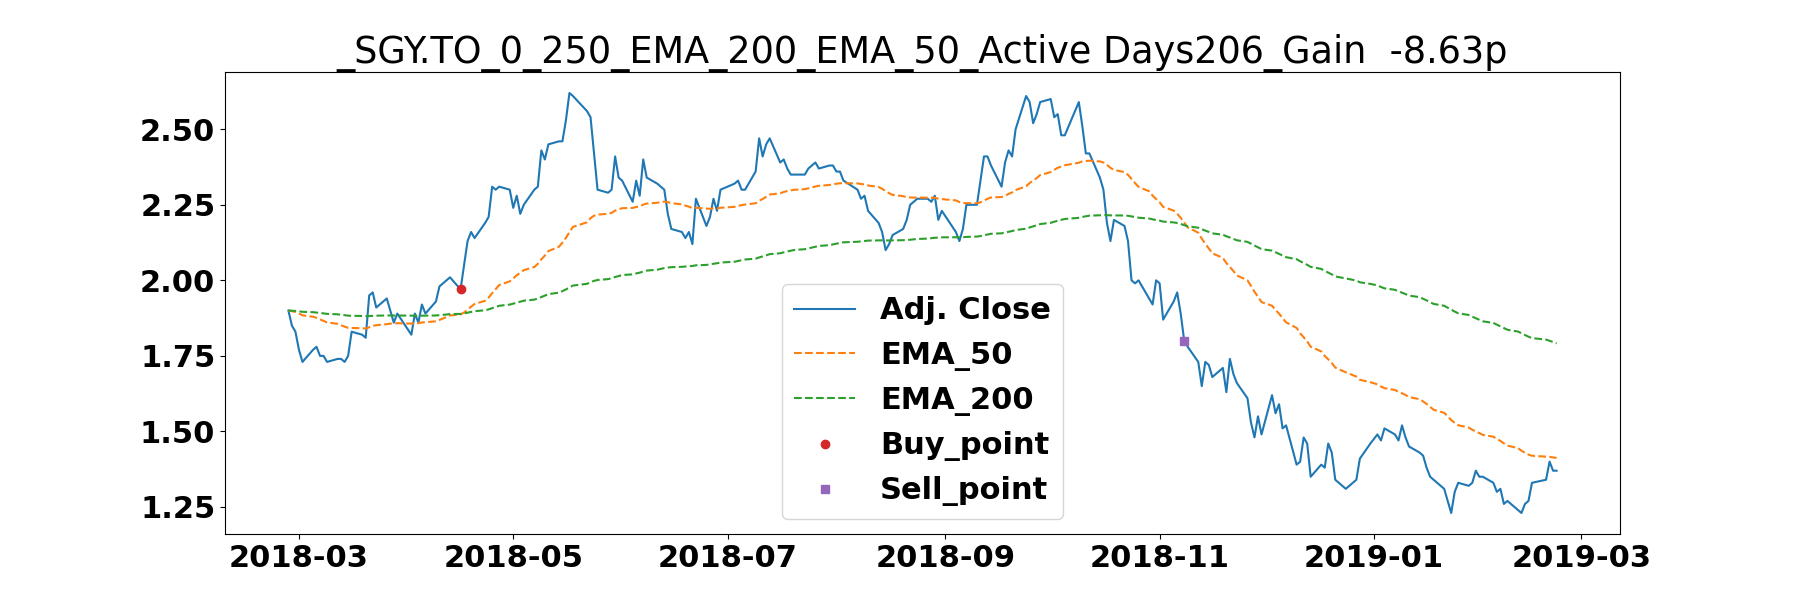 _SGY.TO_0_250_EMA_200_EMA_50_Active Days206_Gain  -8.63p
2.50
2.25
2.00
1.75
1.50
1.25
Adj. Close
EMA_50
EMA_200
Buy_point
Sell_point
2018-03 2018-05 2018-07 2018-09 2018-11 2019-01 2019-03